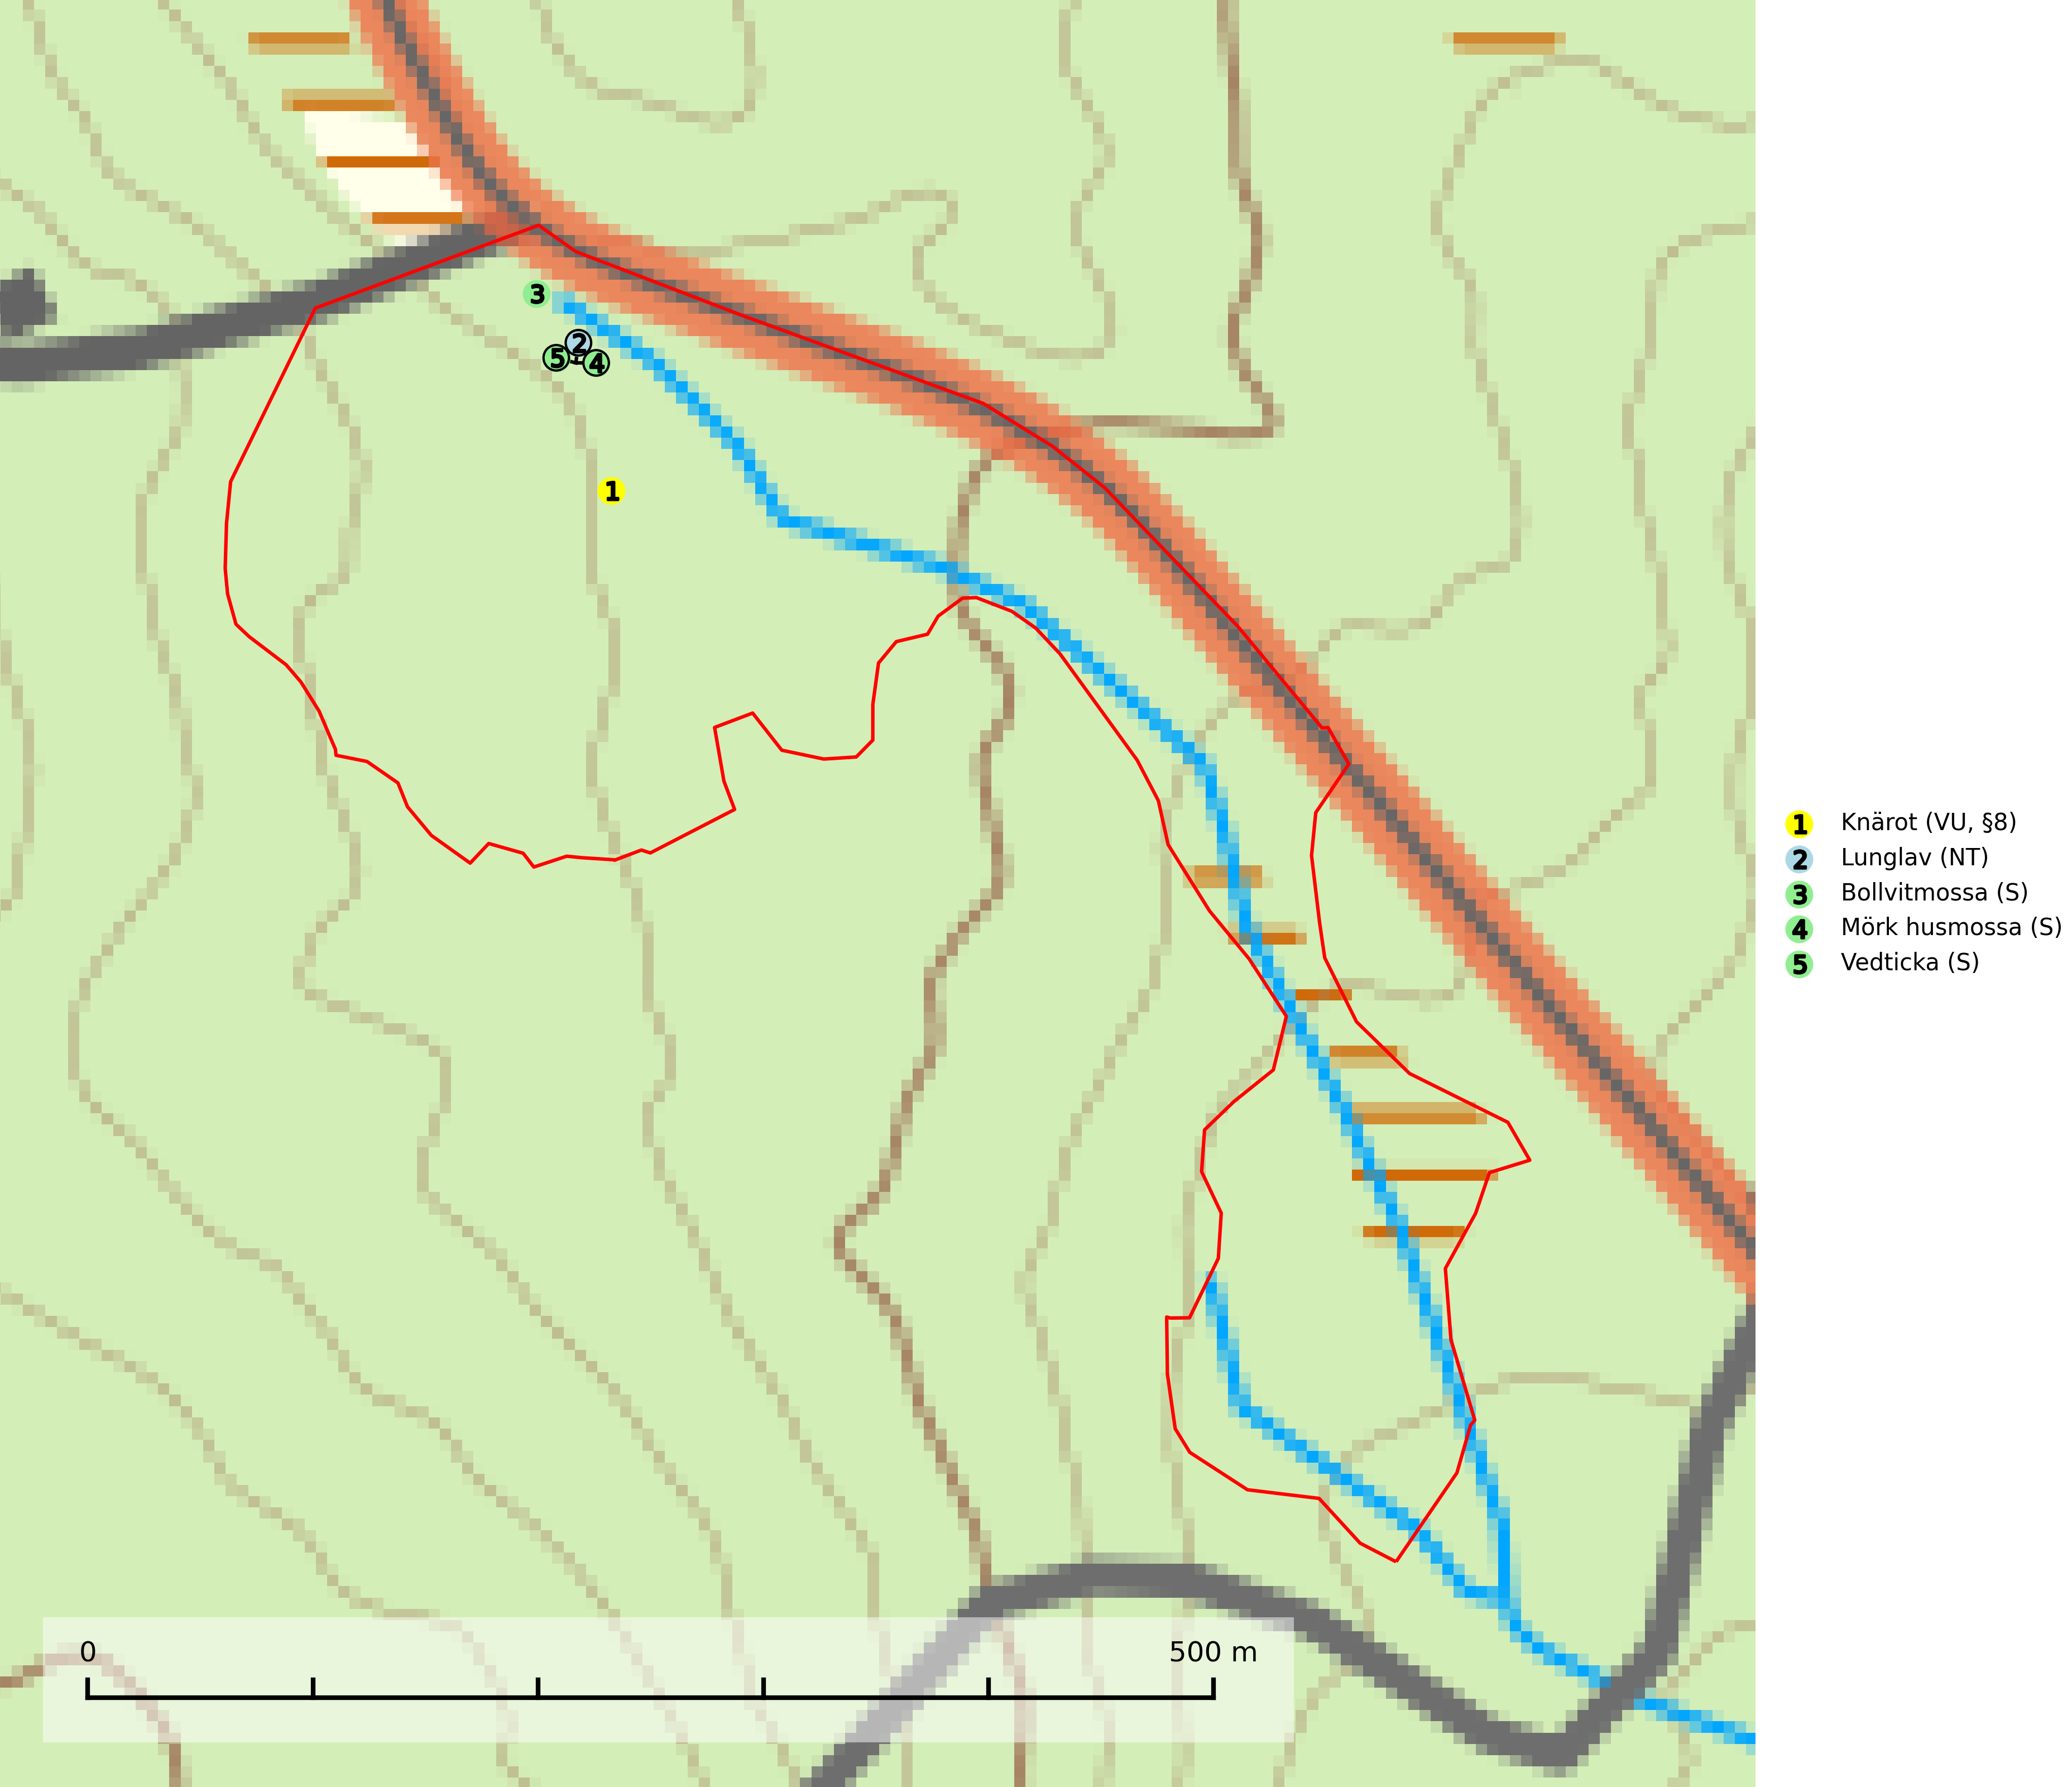 3
2
5
4
1
1 Knärot (VU, §8)
2 Lunglav (NT)
3 Bollvitmossa (S)
4 Mörk husmossa (S)
5 Vedticka (S)
0 500 m